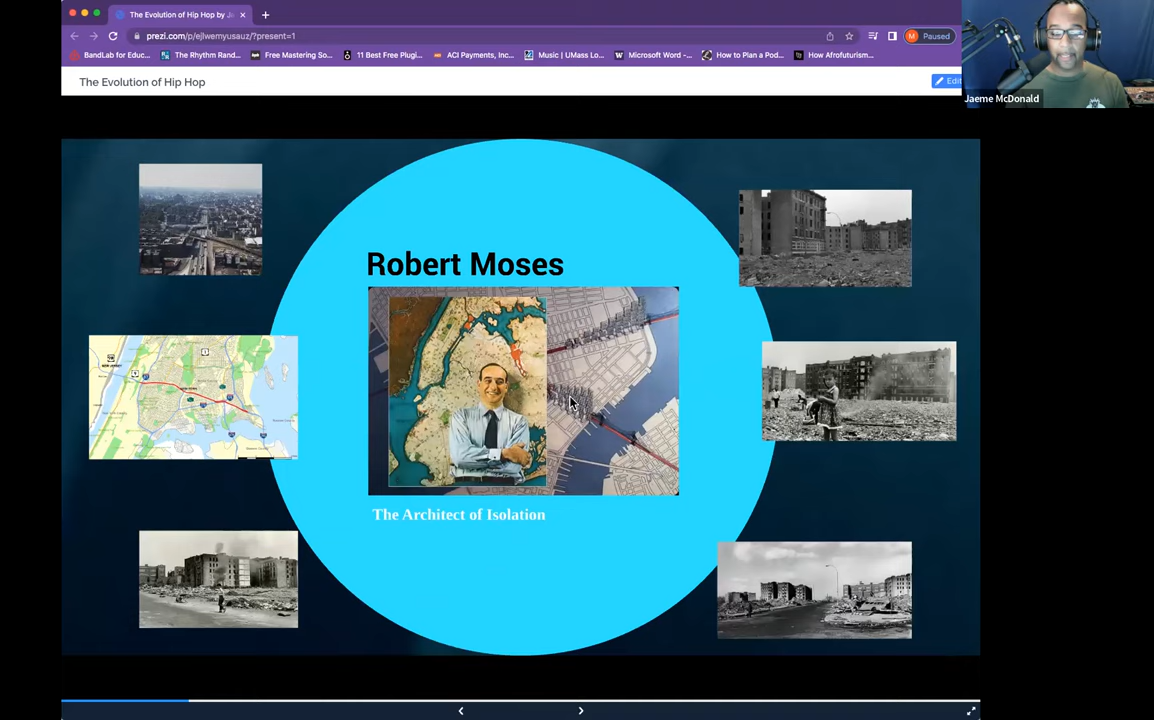 The Evolution of Hip Hop by Ja
prezi.com/p/ejlwemyusauz/?present=1
Paused
BandLab for Educ...
The Rhythm Rand...
Free Mastering So...
11 Best Free Plugi...
ACI Payments, Inc...
Music | UMass Lo...
Microsoft Word -...
How to Plan a Pod...
How Afrofuturism...
The Evolution of Hip Hop
Edit
Jaeme McDonald
Robert Moses
The Architect of Isolation